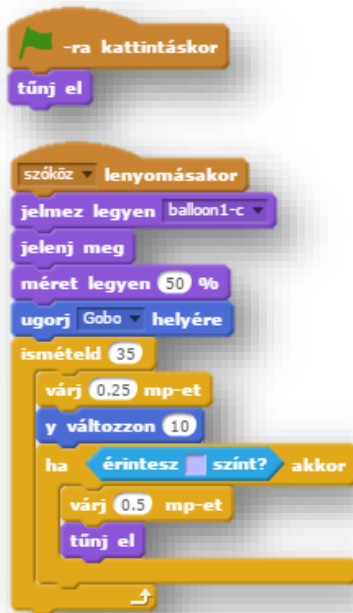 -ra kattintáskor
tűnj el
szóköz lenyomásakor
jelmez legyen balloon1-c
jelenj meg
méret legyen 50 %
ugorj Gobo helyére
ismételd 35
várj 0.25 mp-et
y változzon 10
ha érintesz színt? akkor
várj 0.5 mp-et
tűnj el